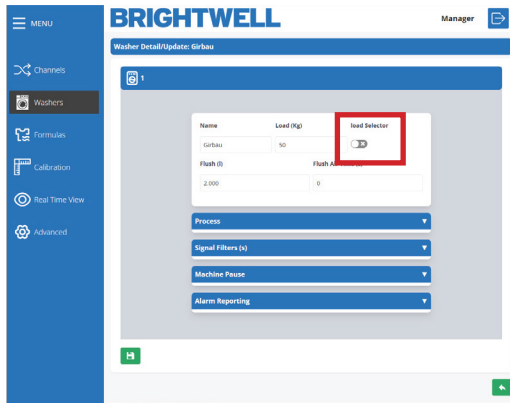 MENU
BRIGHTWELL
Manager
Washer Detail/Update: Girbau
Channels
1
Washers
Name Load (Kg) load Selector
Formulas
Girbau 50
Flush (l) Flush
Calibration
2.000 0
Real Time View
Process
Advanced
Signal Filters (s)
Machine Pause
Alarm Reporting